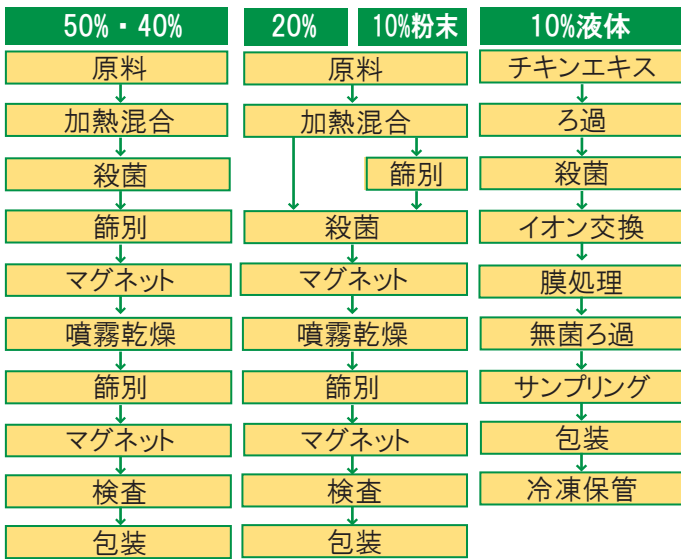 50%・40%
原料
加熱混合
殺菌
篩別
マグネット
噴霧乾燥
篩別
マグネット
検査
包装
20%
10%粉末
原料
加熱混合
篩別
殺菌
マグネット
噴霧乾燥
篩別
マグネット
検査
包装
10%液体
チキンエキス
ろ過
殺菌
イオン交換
膜処理
無菌ろ過
サンプリング
包装
冷凍保管